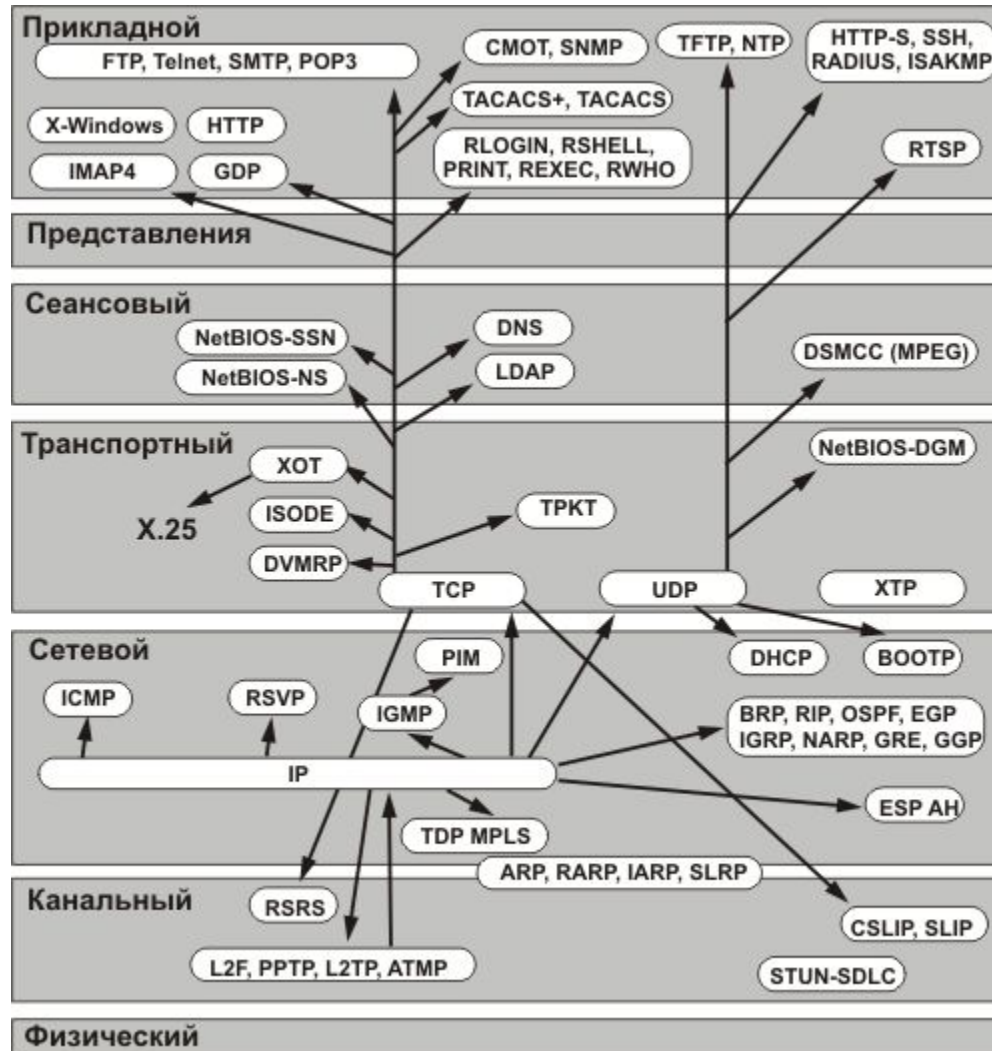 Прикладной
FTP, Telnet, SMTP, POP3
CMOT, SNMP
TFTP, NTP
HTTP-S, SSH,
RADIUS, ISAKMP
TACACS+, TACACS
X-Windows
HTTP
RLOGIN, RSHELL,
PRINT, REXEC, RWHO
RTSP
IMAP4
GDP
Представления
Сеансовый
NetBIOS-SSN
DNS
DSMCC (MPEG)
NetBIOS-NS
LDAP
Транспортный
NetBIOS-DGM
XOT
X.25
ISODE
TPKT
DVMRP
TCP
UDP
XTP
Сетевой
PIM
DHCP
BOOTP
ICMP
RSVP
IGMP
BRP, RIP, OSPF, EGP
IGRP, NARP, GRE, GGP
IP
ESP AH
TDP MPLS
ARP, RARP, IARP, SLRP
Канальный
RSRS
CSLIP, SLIP
L2F, PPTP, L2TP, ATMP
STUN-SDLC
Физический